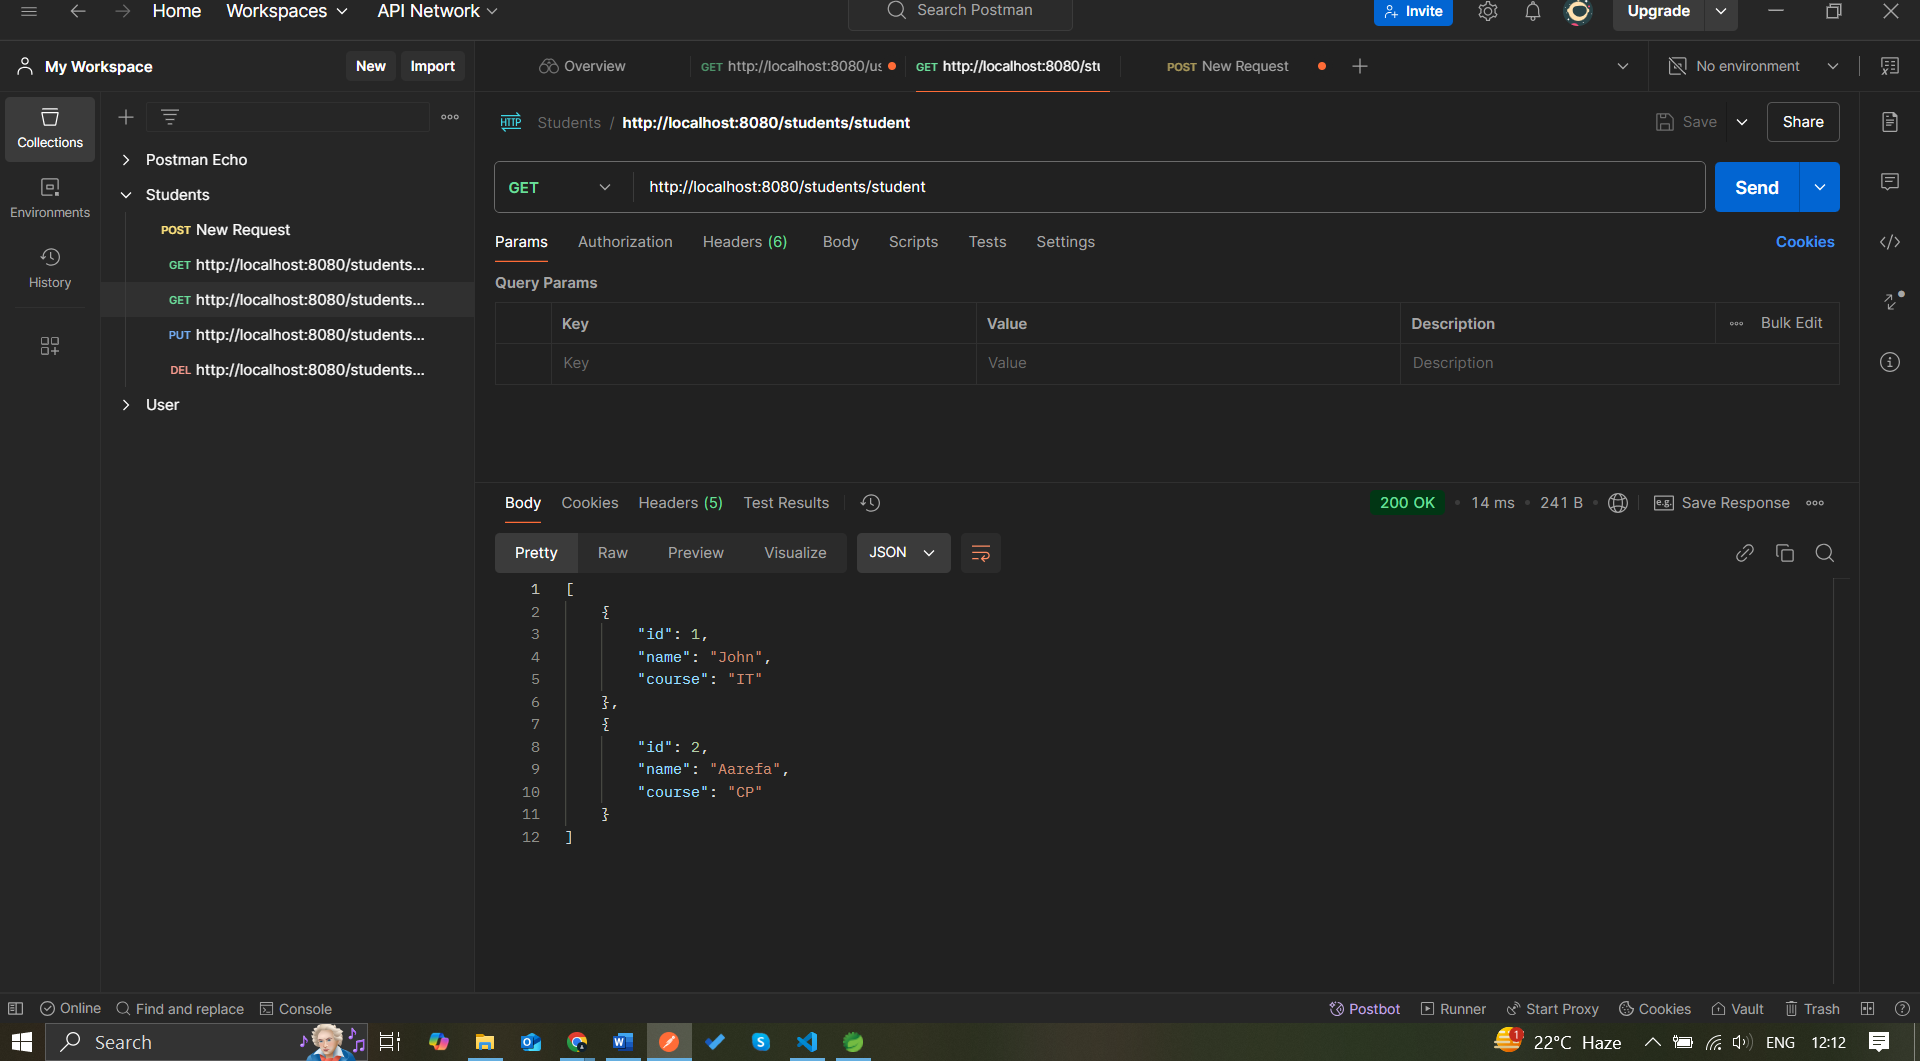 Home Workspaces API Network Search Postman Invite Upgrade
My Workspace New Import Overview GET http://localhost:8080/us GET http://localhost:8080/stu POST New Request No environment
Collections
Environments
History
Postman Echo
Students
POST New Request
GET http://localhost:8080/students...
GET http://localhost:8080/students...
PUT http://localhost:8080/students...
DEL http://localhost:8080/students...
User
HTTP Students / http://localhost:8080/students/student Save Share
GET http://localhost:8080/students/student Send
Params Authorization Headers (6) Body Scripts Tests Settings Cookies
Query Params
Key Value Description Bulk Edit
Key Value Description
Body Cookies Headers (5) Test Results 200 OK 14 ms 241 B e.g. Save Response
Pretty Raw Preview Visualize JSON
1 [
2 {
3 "id": 1,
4 "name": "John",
5 "course": "IT"
6 },
7 {
8 "id": 2,
9 "name": "Aarefa",
10 "course": "CP"
11 }
12 ]
Online Find and replace Console Postbot Runner Start Proxy Cookies Vault Trash
Search 1 22°C Haze ENG 12:12